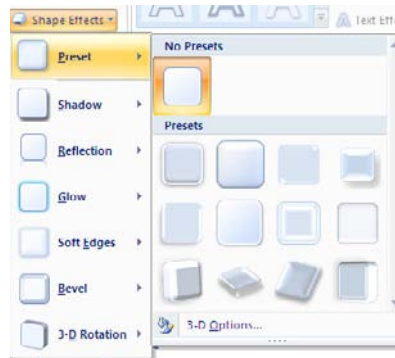 Shape Effects
Text Eff
Preset
No Presets
Shadow
Presets
Reflection
Glow
Soft Edges
Bevel
3-D Rotation
3-D Options...